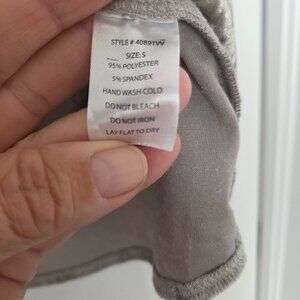 STYLE # 40891W
SIZE: S
95% POLYESTER
5% SPANDEX
HAND WASH COLD
DO NOT BLEACH
DO NOT IRON
LAY FLAT TO DRY